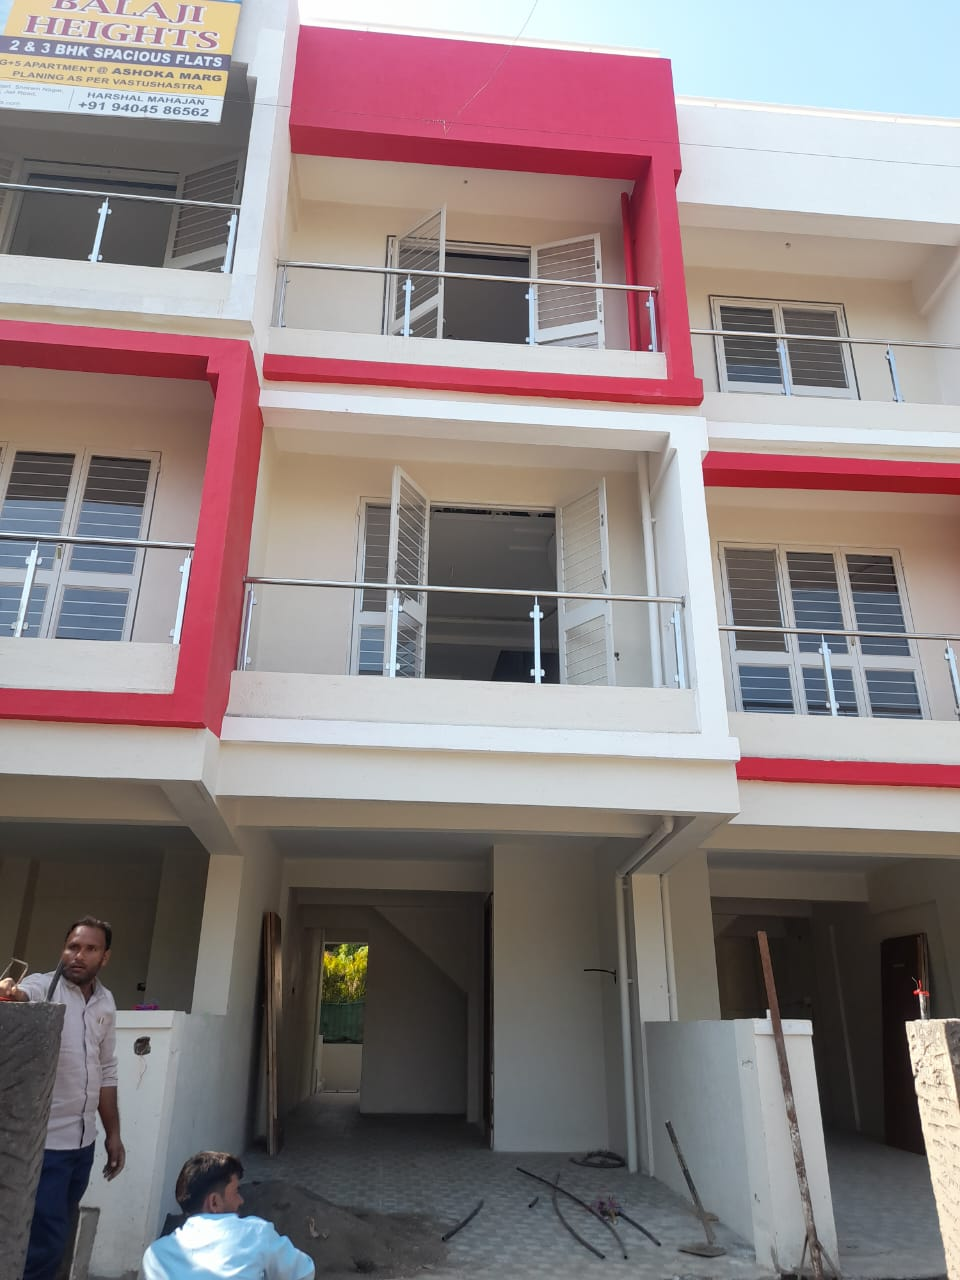 BALAJI
HEIGHTS
2 & 3 BHK SPACIOUS FLATS
G+5 APARTMENT @ ASHOKA MARG
PLANING AS PER VASTUSHASTRA
HARSHAL MAHAJAN
+91 94045 86562